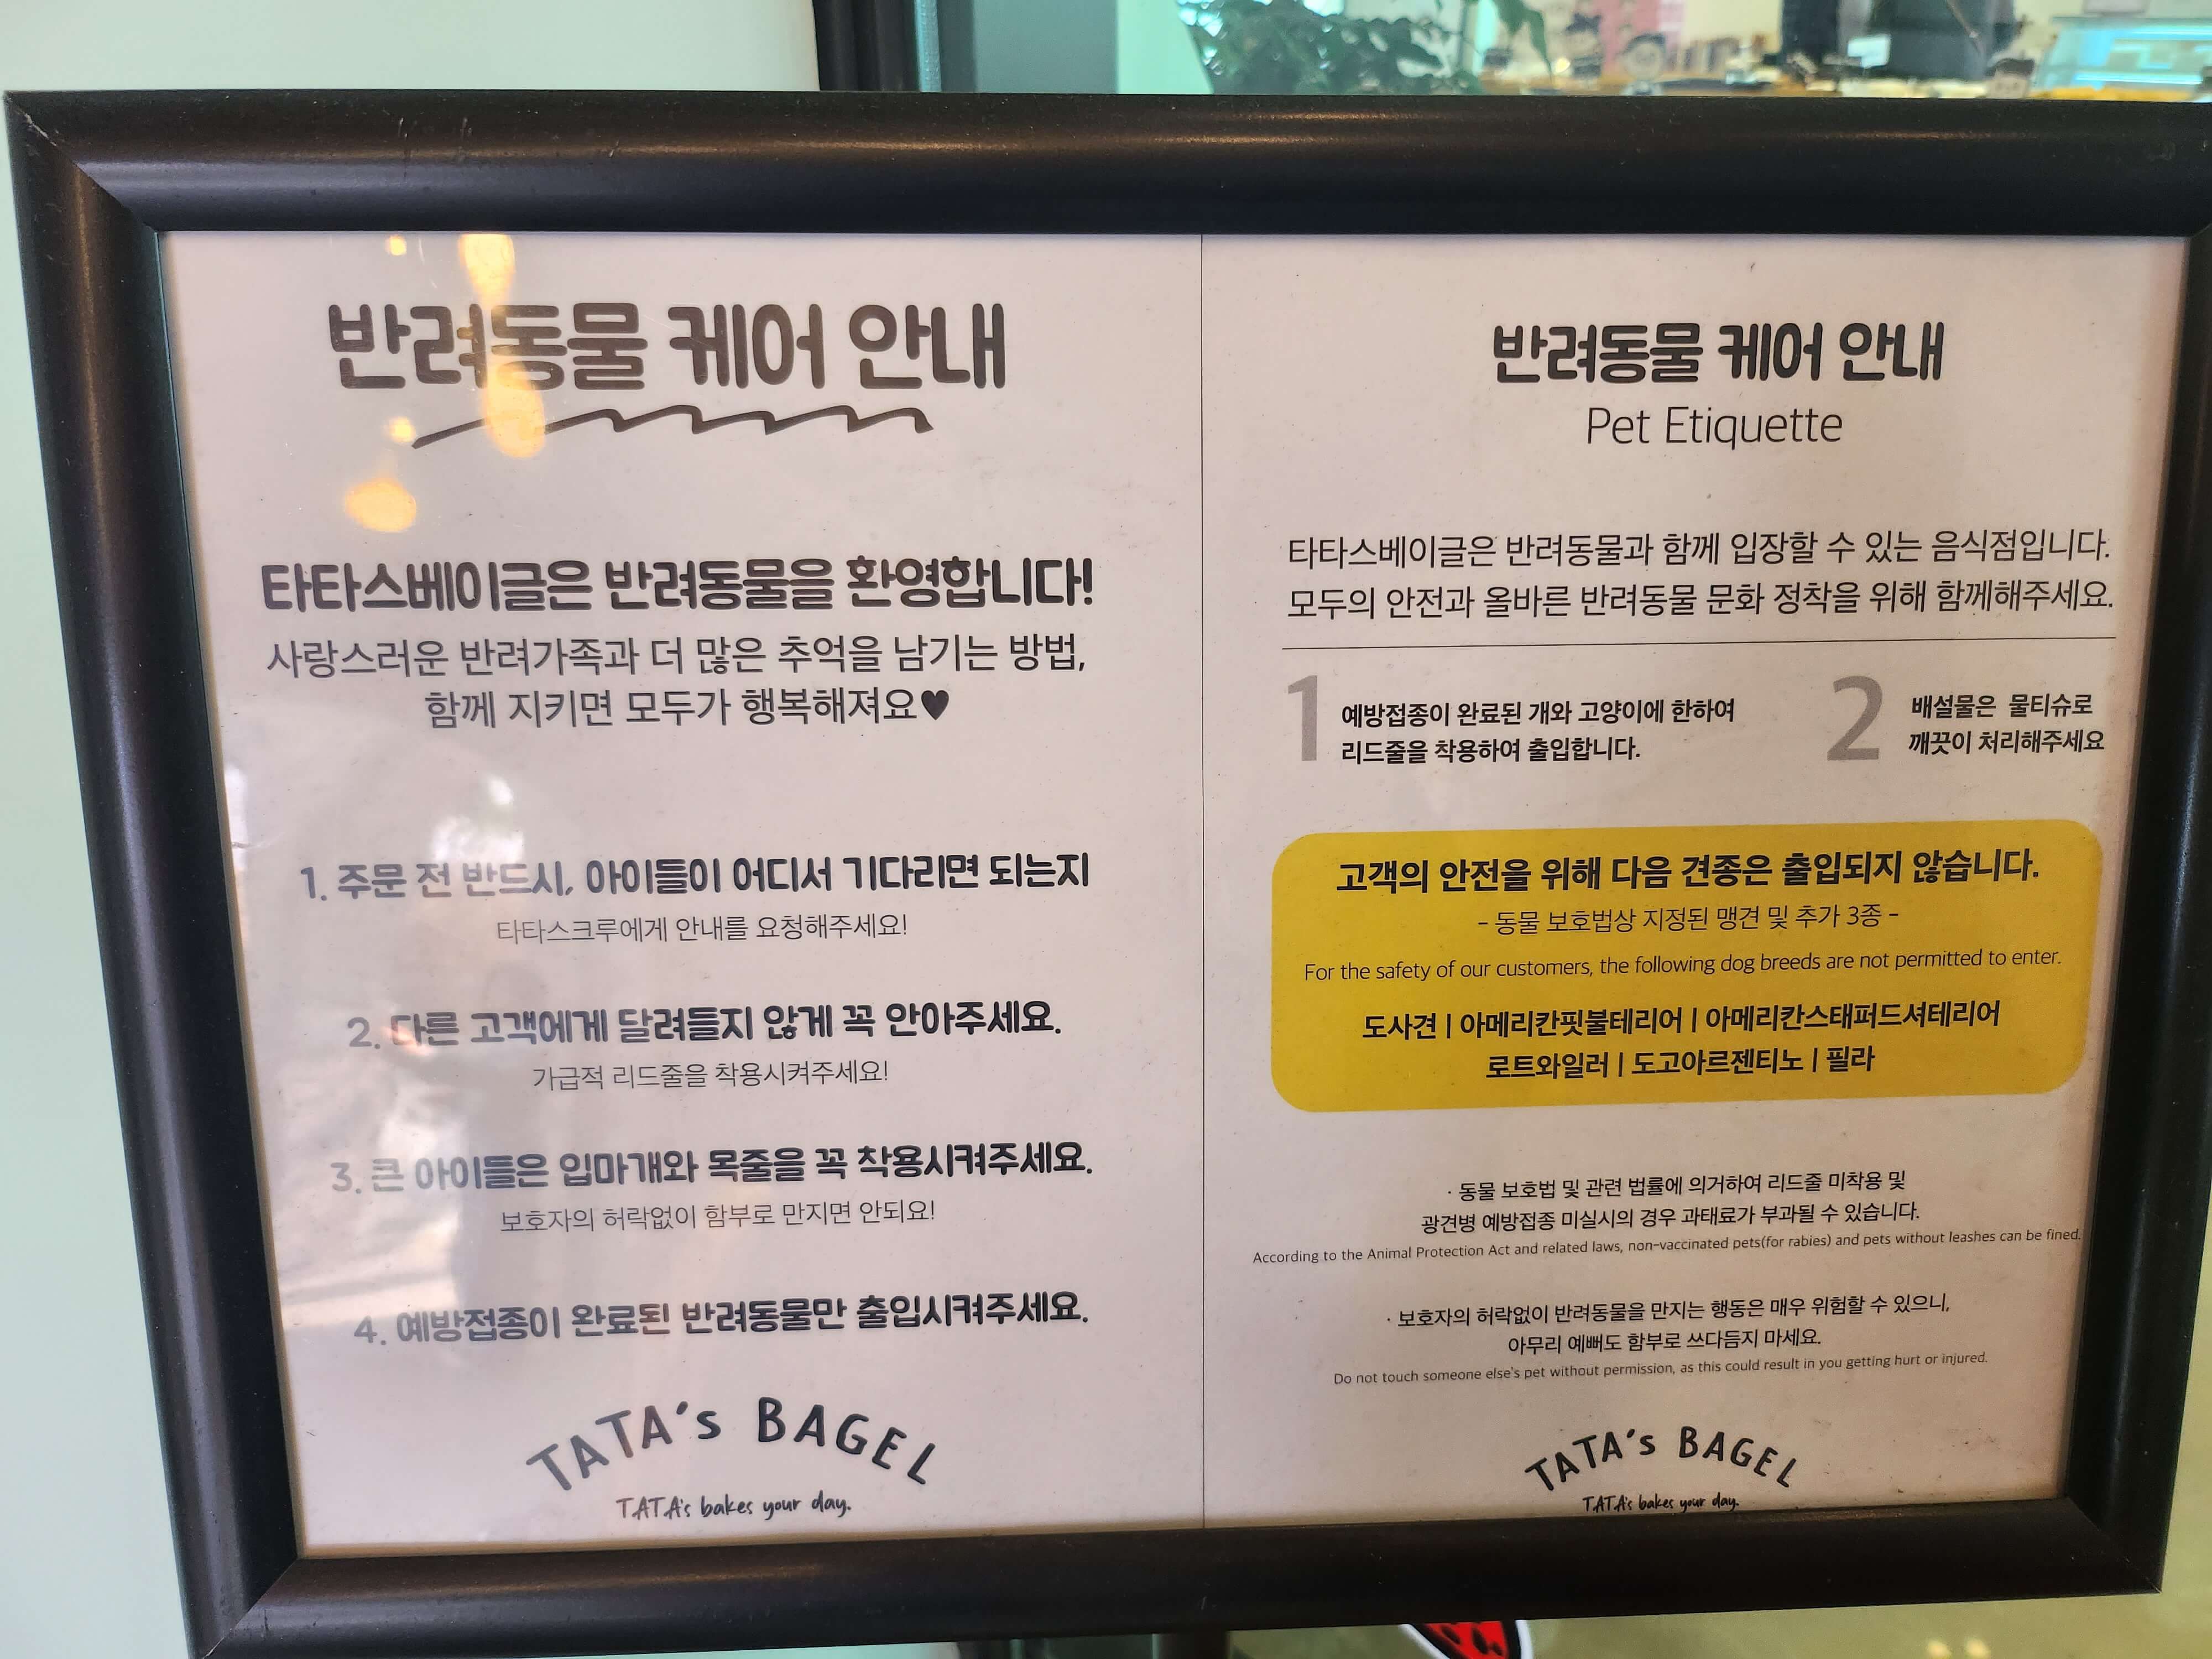 반려동물 케어 안내
타타스베이글은 반려동물을 환영합니다!
사랑스러운 반려가족과 더 많은 추억을 남기는 방법,
함께 지키면 모두가 행복해져요♥
1. 주문 전 반드시, 아이들이 어디서 기다리면 되는지
타타스크루에게 안내를 요청해주세요!
2. 다른 고객에게 달려들지 않게 꼭 안아주세요.
가급적 리드줄을 착용시켜주세요!
3. 큰 아이들은 입마개와 목줄을 꼭 착용시켜주세요.
보호자의 허락없이 함부로 만지면 안되요!
4. 예방접종이 완료된 반려동물만 출입시켜주세요.
TATA's BAGEL
TATA's bakes your day.
반려동물 케어 안내
Pet Etiquette
타타스베이글은 반려동물과 함께 입장할 수 있는 음식점입니다.
모두의 안전과 올바른 반려동물 문화 정착을 위해 함께해주세요.
1 예방접종이 완료된 개와 고양이에 한하여
리드줄을 착용하여 출입합니다.
2 배설물은 물티슈로
깨끗이 처리해주세요
고객의 안전을 위해 다음 견종은 출입되지 않습니다.
- 동물 보호법상 지정된 맹견 및 추가 3종 -
For the safety of our customers, the following dog breeds are not permitted to enter.
도사견 | 아메리칸핏불테리어 | 아메리칸스태퍼드셔테리어
로트와일러 | 도고아르젠티노 | 필라
· 동물 보호법 및 관련 법률에 의거하여 리드줄 미착용 및
광견병 예방접종 미실시의 경우 과태료가 부과될 수 있습니다.
According to the Animal Protection Act and related laws, non-vaccinated pets(for rabies) and pets without leashes can be fined.
· 보호자의 허락없이 반려동물을 만지는 행동은 매우 위험할 수 있으니,
아무리 예뻐도 함부로 쓰다듬지 마세요.
Do not touch someone else's pet without permission, as this could result in you getting hurt or injured.
TATA's BAGEL
TATA's bakes your day.